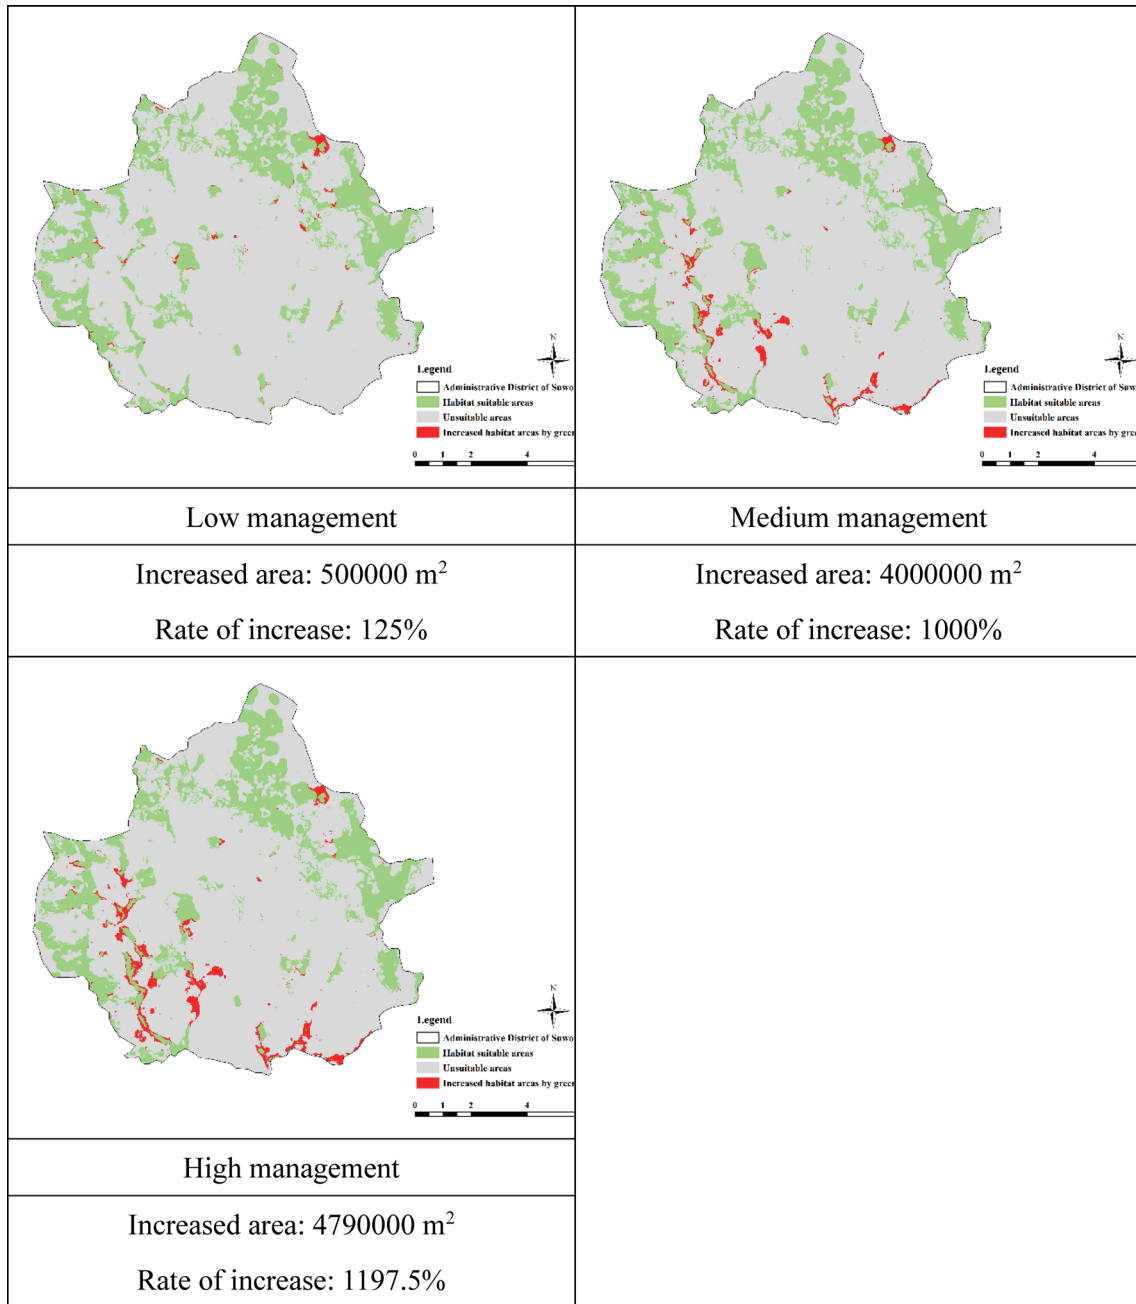 N
Legend
Administrative District of Suwo
Habitat suitable areas
Unsuitable areas
Increased habitat areas by green
0 1 2 4
N
Legend
Administrative District of Suwo
Habitat suitable areas
Unsuitable areas
Increased habitat areas by gree
0 1 2 4
Low management
Medium management
Increased area: 500000 m²
Rate of increase: 125%
Increased area: 4000000 m²
Rate of increase: 1000%
N
Legend
Administrative District of Suwo
Habitat suitable areas
Unsuitable areas
Increased habitat areas by green
0 1 2 4
High management
Increased area: 4790000 m²
Rate of increase: 1197.5%